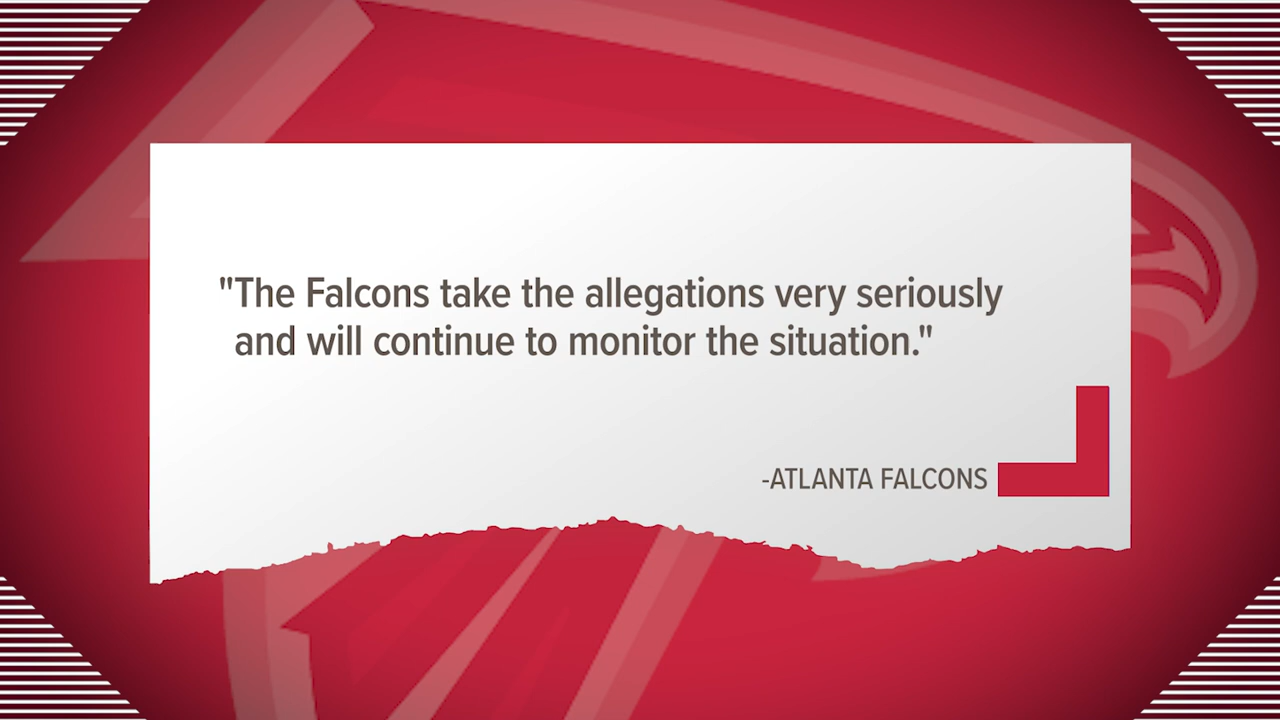 "The Falcons take the allegations very seriously
and will continue to monitor the situation."
-ATLANTA FALCONS